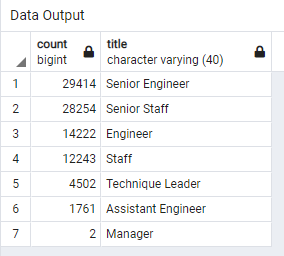 Data Output
count title
bigint character varying (40)
1 29414 Senior Engineer
2 28254 Senior Staff
3 14222 Engineer
4 12243 Staff
5 4502 Technique Leader
6 1761 Assistant Engineer
7 2 Manager